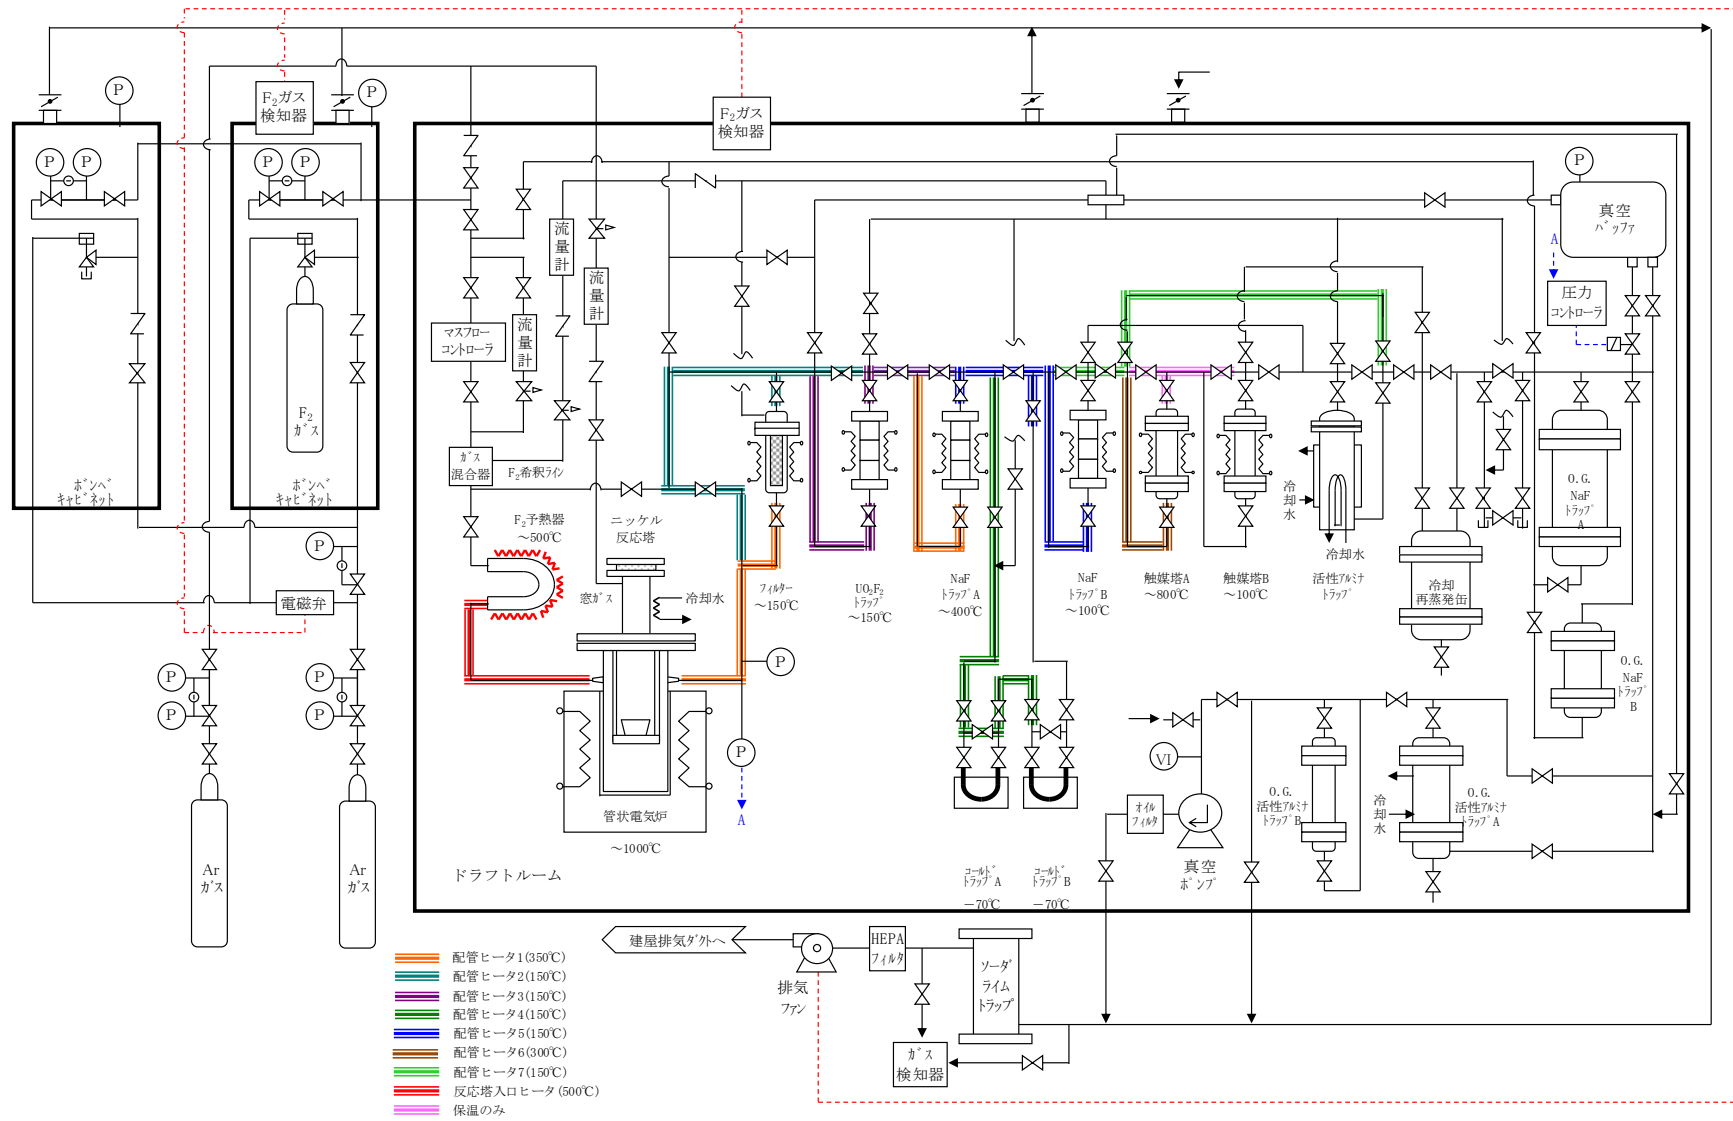 P
P
F2ガス
検知器
F2ガス
検知器
P
P
P
P
P
真空
バッファ
A
圧力
コントローラ
流
量
計
流
量
計
流
量
計
マスフロー
コントローラ
F2
ガス
ボンベ
キャビネット
ボンベ
キャビネット
ガス
混合器
F2希釈ライン
F2予熱器
～500℃
ニッケル
反応塔
窓ガス
冷却水
フィルター
～150℃
UO2F2
トラップ
～150℃
NaF
トラップA
～400℃
NaF
トラップB
～100℃
触媒塔A
～800℃
触媒塔B
～100℃
冷
却
水
冷却水
活性アルミナ
トラップ
冷却
再蒸発缶
O.G.
NaF
トラップ
A
O.G.
NaF
トラップ
B
P
電磁弁
P
P
P
P
P
P
A
管状電気炉
～1000℃
ドラフトルーム
Ar
ガス
Ar
ガス
コールド
トラップA
－70℃
コールド
トラップB
－70℃
VI
オイル
フィルタ
真空
ポンプ
O.G.
活性アルミナ
トラップB
冷
却
水
O.G.
活性アルミナ
トラップA
建屋排気ダクトへ
排気
ファン
HEPA
フィルタ
ソーダ
ライム
トラップ
ガス
検知器
配管ヒータ1(350℃)
配管ヒータ2(150℃)
配管ヒータ3(150℃)
配管ヒータ4(150℃)
配管ヒータ5(150℃)
配管ヒータ6(300℃)
配管ヒータ7(150℃)
反応塔入口ヒータ(500℃)
保温のみ